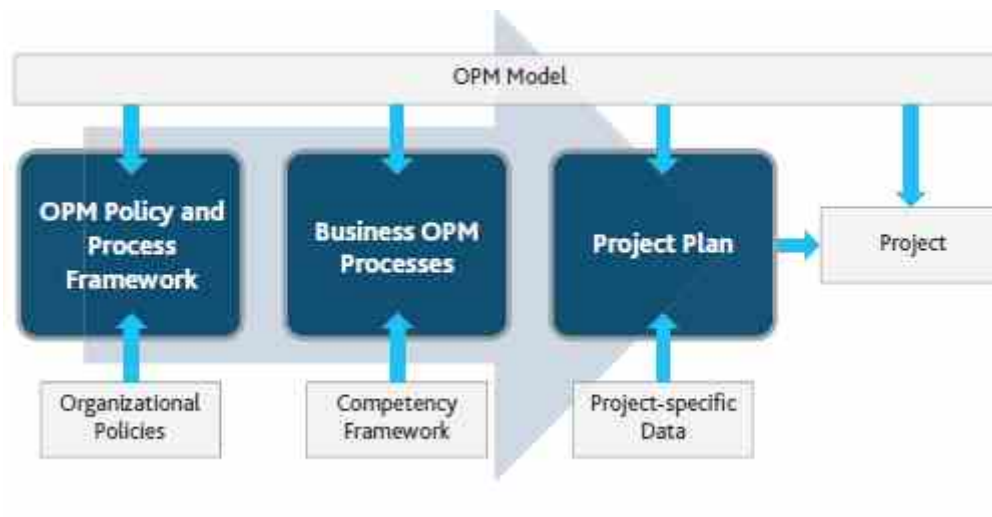 OPM Model
OPM Policy and
Process
Framework
Business OPM
Processes
Project Plan
Project
Organizational
Policies
Competency
Framework
Project-specific
Data